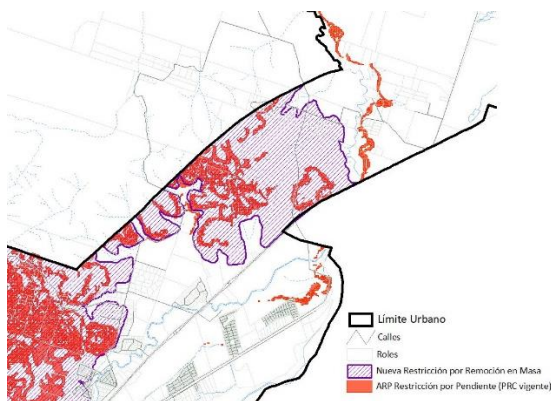 Límite Urbano
Calles
Roles
Nueva Restricción por Remoción en Masa
ARP Restricción por Pendiente (PRC vigente)